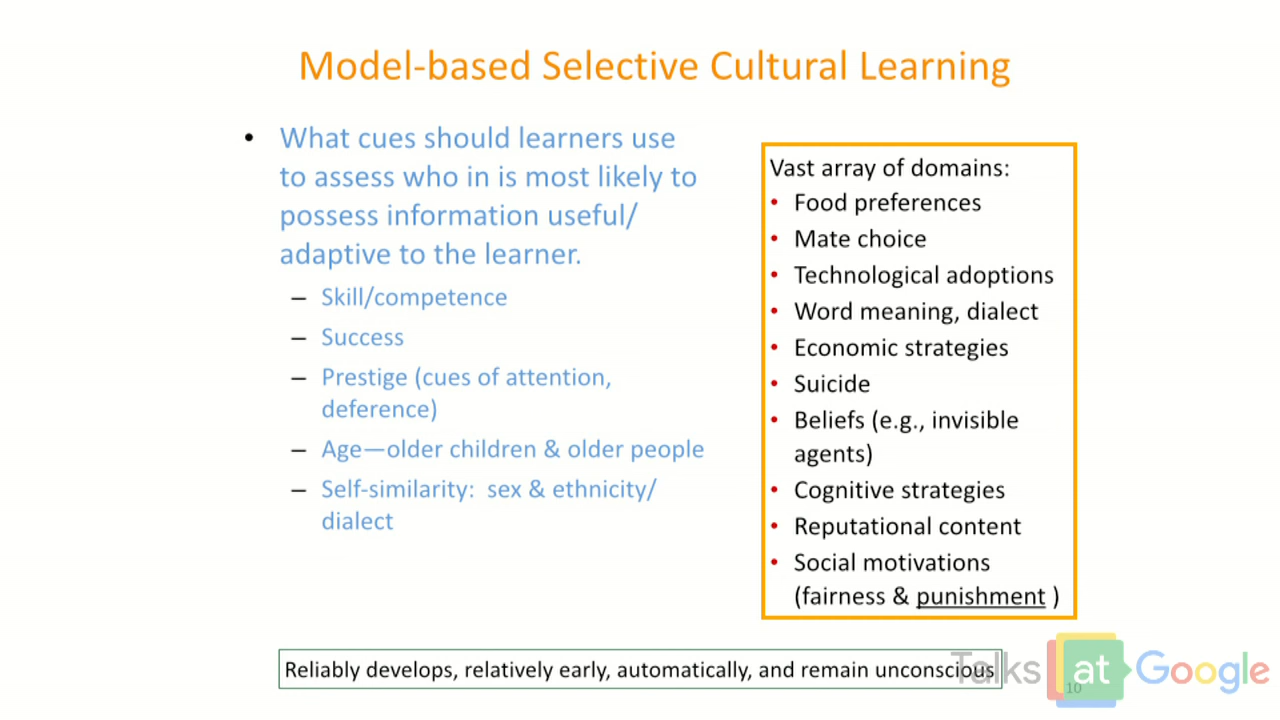 Model-based Selective Cultural Learning
• What cues should learners use
to assess who in is most likely to
possess information useful/
adaptive to the learner.
– Skill/competence
– Success
– Prestige (cues of attention,
deference)
– Age—older children & older people
– Self-similarity: sex & ethnicity/
dialect
Vast array of domains:
• Food preferences
• Mate choice
• Technological adoptions
• Word meaning, dialect
• Economic strategies
• Suicide
• Beliefs (e.g., invisible
agents)
• Cognitive strategies
• Reputational content
• Social motivations
(fairness & punishment )
Reliably develops, relatively early, automatically, and remain unconscious
Talks at Google
10